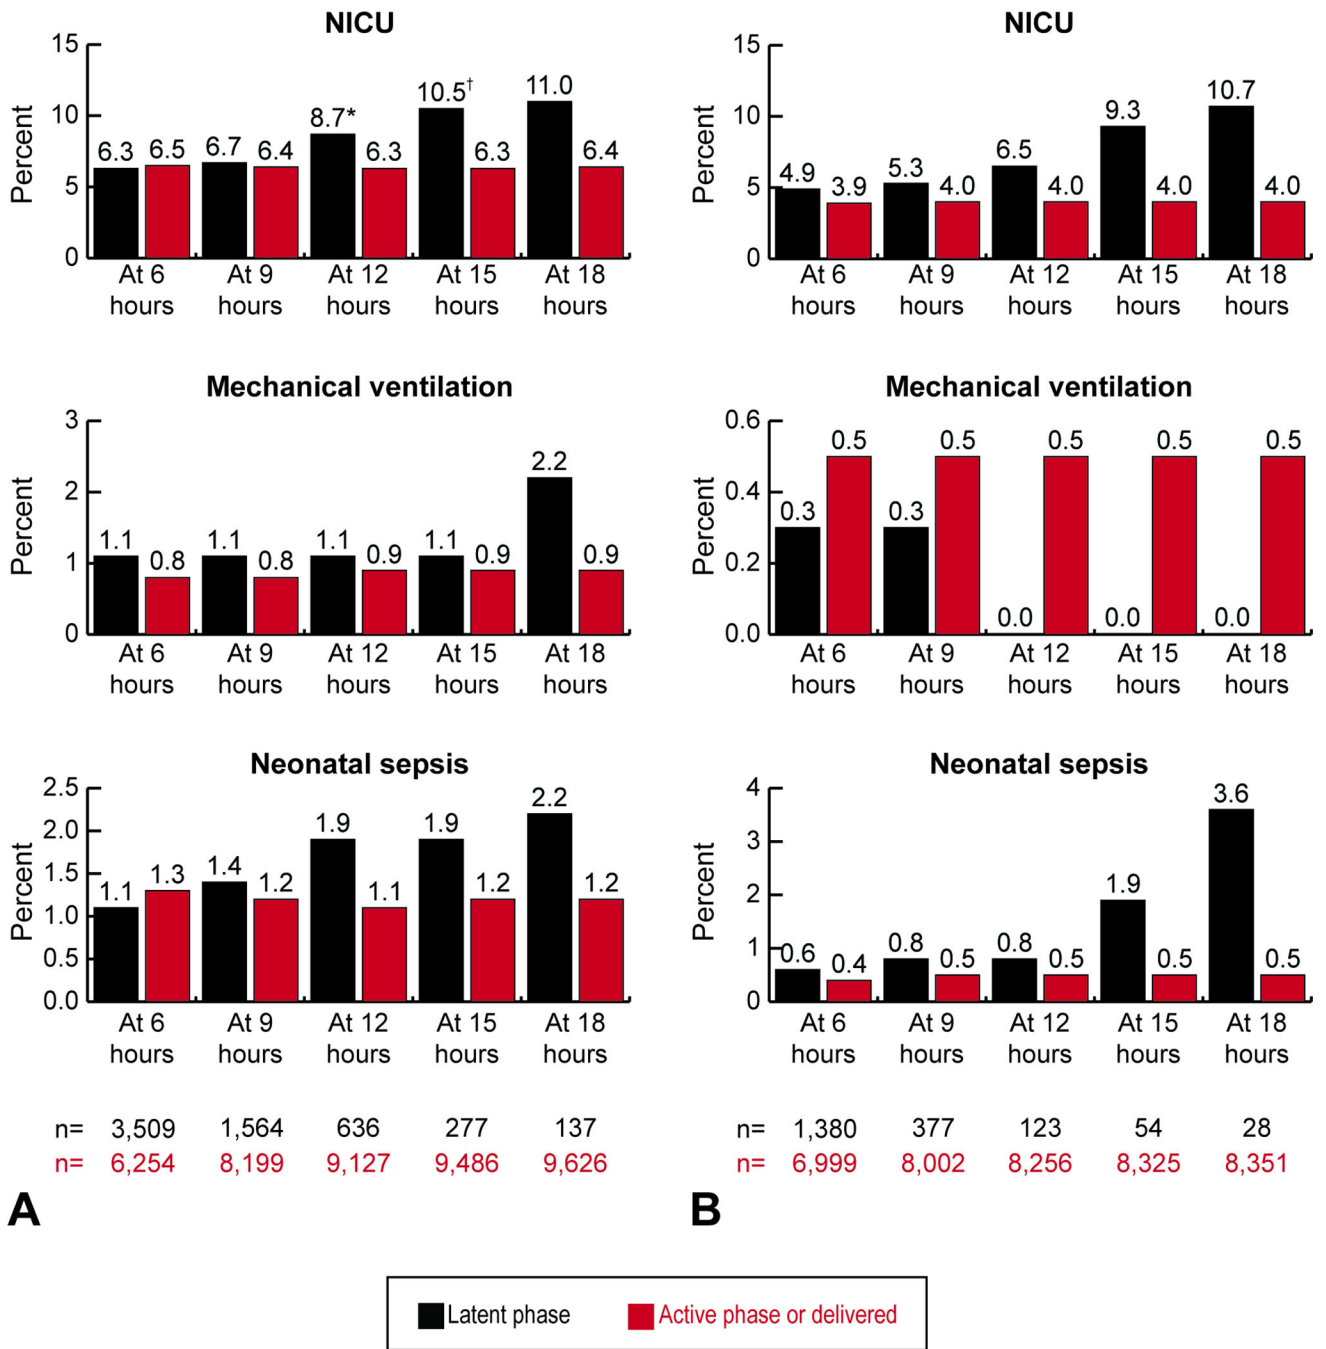 NICU
Percent
15
10
5
0
6.3 6.5 6.7 6.4 8.7* 6.3 10.5† 6.3 11.0 6.4
At 6 At 9 At 12 At 15 At 18
hours hours hours hours hours
Mechanical ventilation
Percent
3
2
1
0
1.1 0.8 1.1 0.8 1.1 0.9 1.1 0.9 2.2 0.9
At 6 At 9 At 12 At 15 At 18
hours hours hours hours hours
Neonatal sepsis
Percent
2.5
2.0
1.5
1.0
0.5
0.0
1.1 1.3 1.4 1.2 1.9 1.1 1.9 1.2 2.2 1.2
At 6 At 9 At 12 At 15 At 18
hours hours hours hours hours
n= 3,509 1,564 636 277 137
n= 6,254 8,199 9,127 9,486 9,626
A
NICU
Percent
15
10
5
0
4.9 3.9 5.3 4.0 6.5 4.0 9.3 4.0 10.7 4.0
At 6 At 9 At 12 At 15 At 18
hours hours hours hours hours
Mechanical ventilation
Percent
0.6
0.4
0.2
0.0
0.3 0.5 0.3 0.5 0.0 0.5 0.0 0.5 0.0 0.5
At 6 At 9 At 12 At 15 At 18
hours hours hours hours hours
Neonatal sepsis
Percent
4
3
2
1
0
0.6 0.4 0.8 0.5 0.8 0.5 1.9 0.5 3.6 0.5
At 6 At 9 At 12 At 15 At 18
hours hours hours hours hours
n= 1,380 377 123 54 28
n= 6,999 8,002 8,256 8,325 8,351
B
Latent phase
Active phase or delivered